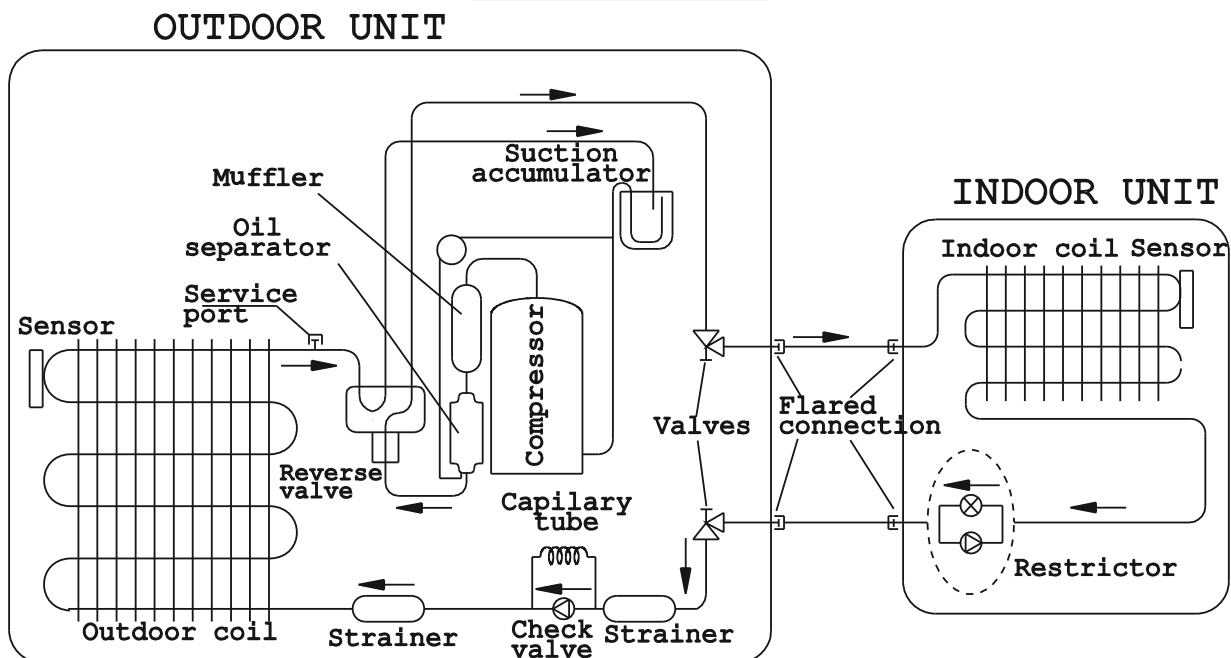 OUTDOOR UNIT
Suction
accumulator
Muffler
Oil
separator
Service
port
Sensor
Compressor
Reverse
valve
Capilary
tube
Valves
Flared
connection
INDOOR UNIT
Indoor coil
Sensor
Restrictor
Outdoor coil
Strainer
Check
valve
Strainer